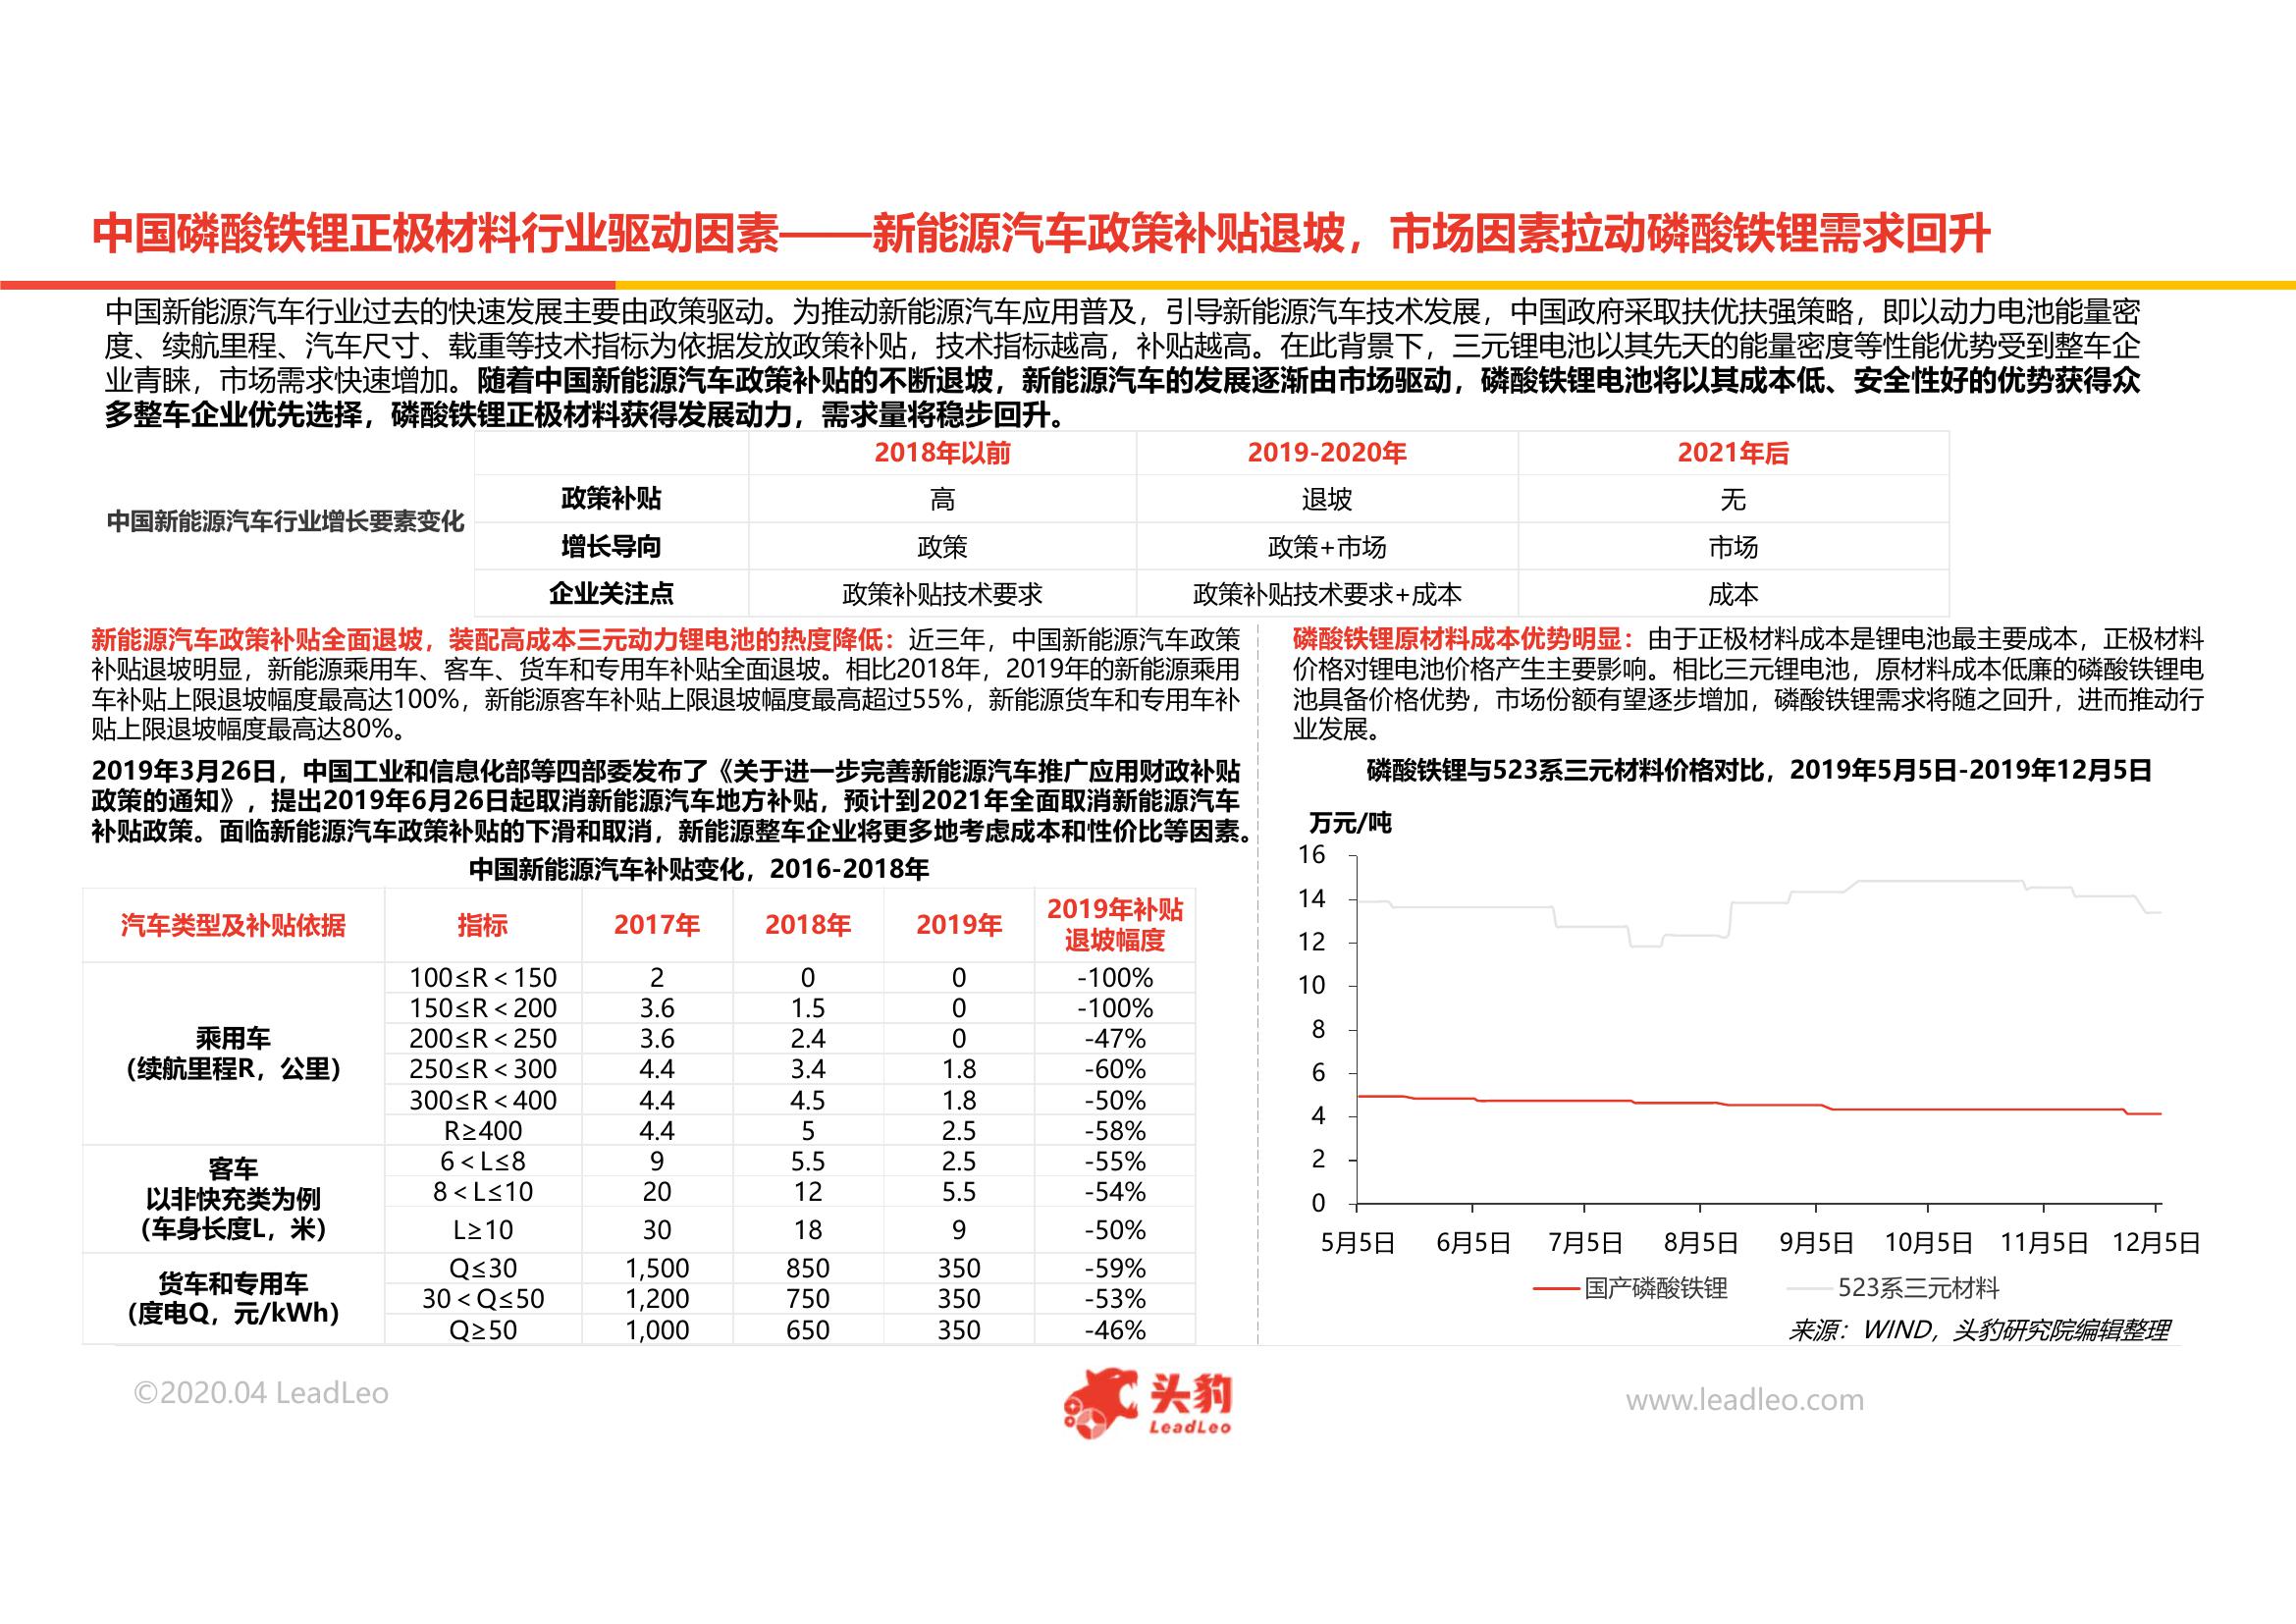 中国磷酸铁锂正极材料行业驱动因素——新能源汽车政策补贴退坡，市场因素拉动磷酸铁锂需求回升
中国新能源汽车行业过去的快速发展主要由政策驱动。为推动新能源汽车应用普及，引导新能源汽车技术发展，中国政府采取扶优扶强策略，即以动力电池能量密
度、续航里程、汽车尺寸、载重等技术指标为依据发放政策补贴，技术指标越高，补贴越高。在此背景下，三元锂电池以其先天的能量密度等性能优势受到整车企
业青睐，市场需求快速增加。随着中国新能源汽车政策补贴的不断退坡，新能源汽车的发展逐渐由市场驱动，磷酸铁锂电池将以其成本低、安全性好的优势获得众
多整车企业优先选择，磷酸铁锂正极材料获得发展动力，需求量将稳步回升。
中国新能源汽车行业增长要素变化
2018年以前 2019-2020年 2021年后
政策补贴 高 退坡 无
增长导向 政策 政策+市场 市场
企业关注点 政策补贴技术要求 政策补贴技术要求+成本 成本
新能源汽车政策补贴全面退坡，装配高成本三元动力锂电池的热度降低：近三年，中国新能源汽车政策
补贴退坡明显，新能源乘用车、客车、货车和专用车补贴全面退坡。相比2018年，2019年的新能源乘用
车补贴上限退坡幅度最高达100%，新能源客车补贴上限退坡幅度最高超过55%，新能源货车和专用车补
贴上限退坡幅度最高达80%。
2019年3月26日，中国工业和信息化部等四部委发布了《关于进一步完善新能源汽车推广应用财政补贴
政策的通知》，提出2019年6月26日起取消新能源汽车地方补贴，预计到2021年全面取消新能源汽车
补贴政策。面临新能源汽车政策补贴的下滑和取消，新能源整车企业将更多地考虑成本和性价比等因素。
中国新能源汽车补贴变化，2016-2018年
汽车类型及补贴依据 指标 2017年 2018年 2019年 2019年补贴
退坡幅度
乘用车
（续航里程R，公里）
100≤R＜150 2 0 0 -100%
150≤R＜200 3.6 1.5 0 -100%
200≤R＜250 3.6 2.4 0 -47%
250≤R＜300 4.4 3.4 1.8 -60%
300≤R＜400 4.4 4.5 1.8 -50%
R≥400 4.4 5 2.5 -58%
客车
以非快充类为例
（车身长度L，米）
6＜L≤8 9 5.5 2.5 -55%
8＜L≤10 20 12 5.5 -54%
L≥10 30 18 9 -50%
货车和专用车
（度电Q，元/kWh）
Q≤30 1,500 850 350 -59%
30＜Q≤50 1,200 750 350 -53%
Q≥50 1,000 650 350 -46%
磷酸铁锂原材料成本优势明显：由于正极材料成本是锂电池最主要成本，正极材料
价格对锂电池价格产生主要影响。相比三元锂电池，原材料成本低廉的磷酸铁锂电
池具备价格优势，市场份额有望逐步增加，磷酸铁锂需求将随之回升，进而推动行
业发展。
磷酸铁锂与523系三元材料价格对比，2019年5月5日-2019年12月5日
万元/吨
16
14
12
10
8
6
4
2
0
5月5日 6月5日 7月5日 8月5日 9月5日 10月5日 11月5日 12月5日
国产磷酸铁锂 523系三元材料
来源：WIND，头豹研究院编辑整理
©2020.04 LeadLeo
头豹
LeadLeo
www.leadleo.com